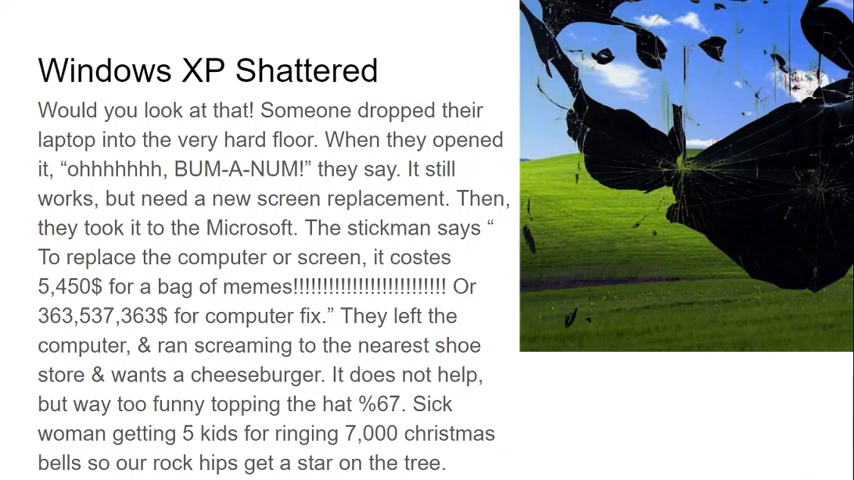 Windows XP Shattered
Would you look at that! Someone dropped their
laptop into the very hard floor. When they opened
it, “ohhhhhhh, BUM-A-NUM!” they say. It still
works, but need a new screen replacement. Then,
they took it to the Microsoft. The stickman says “
To replace the computer or screen, it costes
5,450$ for a bag of memes!!!!!!!!!!!!!!!!!!!!!!!!!! Or
363,537,363$ for computer fix.” They left the
computer, & ran screaming to the nearest shoe
store & wants a cheeseburger. It does not help,
but way too funny topping the hat %67. Sick
woman getting 5 kids for ringing 7,000 christmas
bells so our rock hips get a star on the tree.